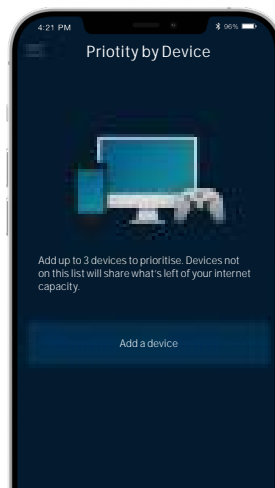 4:21 PM
96%
Priotity by Device
Add up to 3 devices to prioritise. Devices not
on this list will share what's left of your internet
capacity.
Add a device